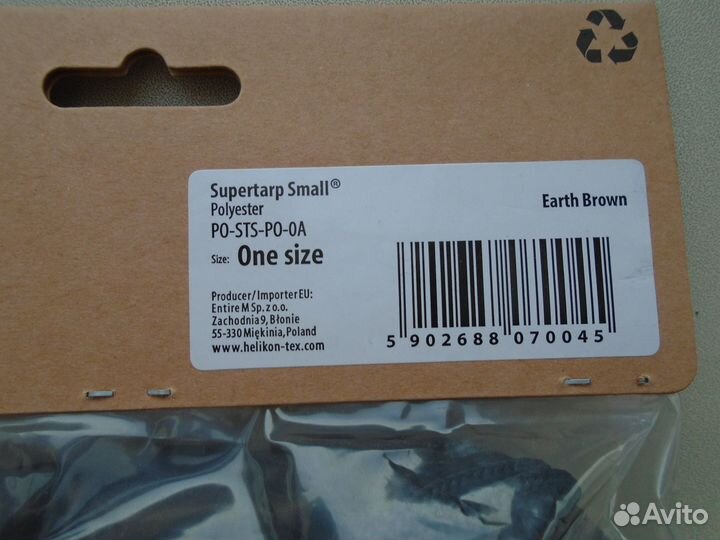 Supertarp Small®
Polyester
PO-STS-PO-0A
Size: One size
Earth Brown
Producer/Importer EU:
Entire M Sp. z o.o.
Zachodnia 9, Błonie
55-330 Miękinia, Poland
www.helikon-tex.com
5 902688 070045
Avito